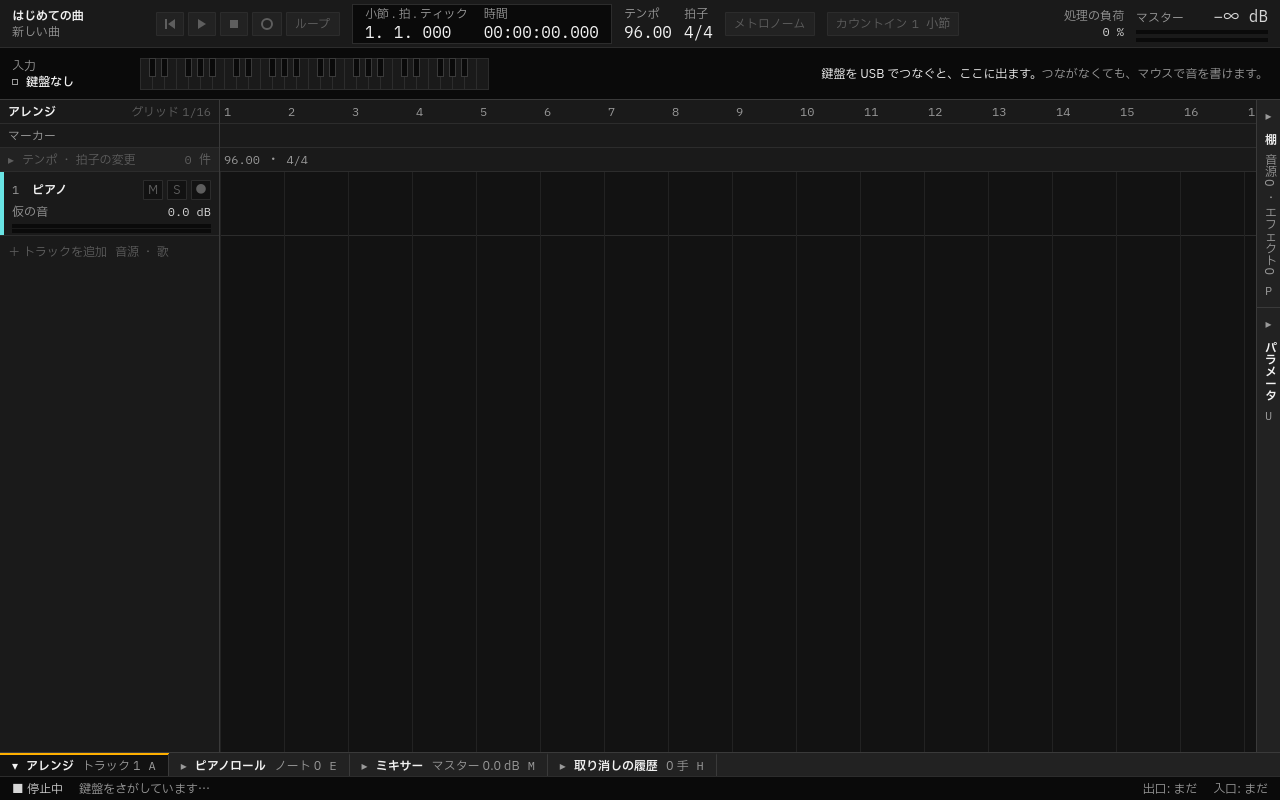 はじめての曲
新しい曲
ループ
小節 . 拍 . ティック 時間
1. 1. 000 00:00:00.000
テンポ 拍子
96.00 4/4
メトロノーム
カウントイン 1 小節
処理の負荷 マスター −∞ dB
0 %
入力
鍵盤なし
鍵盤を USB でつなぐと、ここに出ます。つながなくても、マウスで音を書けます。
アレンジ グリッド 1/16
1 2 3 4 5 6 7 8 9 10 11 12 13 14 15 16 1
マーカー
▸ テンポ · 拍子の変更 0 件
96.00 · 4/4
1 ピアノ M S
仮の音 0.0 dB
＋ トラックを追加 音源 · 歌
▸ 棚 音源 0 · エフェクト 0 P
▸ パラメータ U
▾ アレンジ トラック 1 A
▸ ピアノロール ノート 0 E
▸ ミキサー マスター 0.0 dB M
▸ 取り消しの履歴 0 手 H
■ 停止中 鍵盤をさがしています…
出口: まだ 入口: まだ